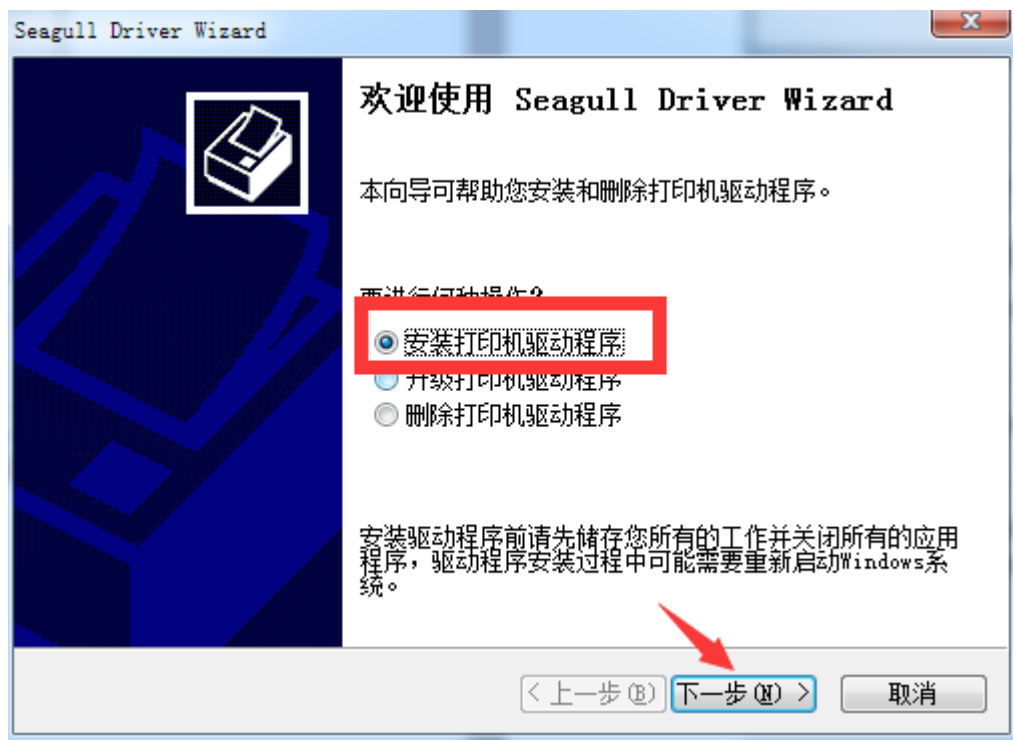 Seagull Driver Wizard
欢迎使用 Seagull Driver Wizard
本向导可帮助您安装和删除打印机驱动程序。
要进行何种操作?
安装打印机驱动程序
升级打印机驱动程序
删除打印机驱动程序
安装驱动程序前请先储存您所有的工作并关闭所有的应用
程序，驱动程序安装过程中可能需要重新启动Windows系
统。
< 上一步(B) 下一步(N) > 取消